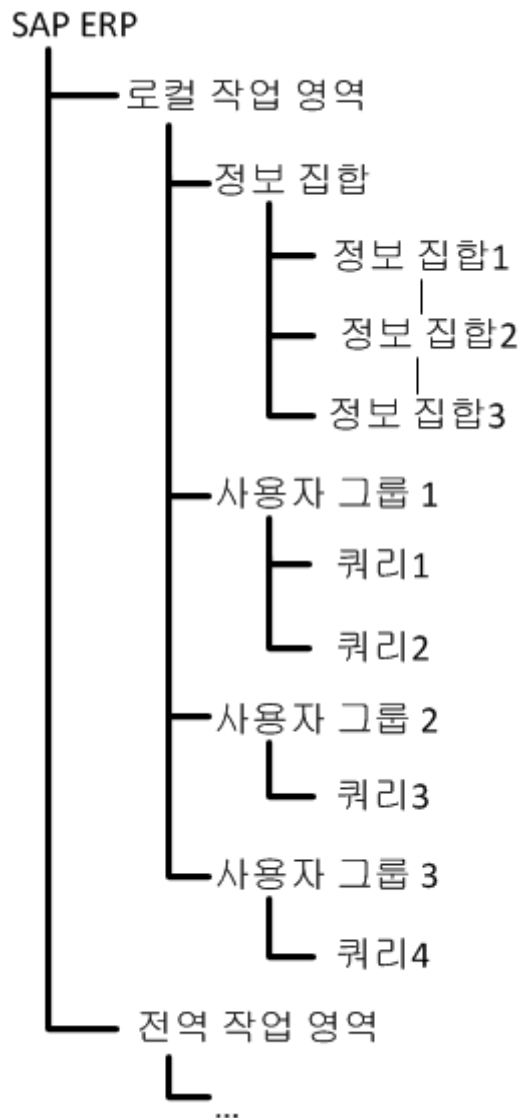 SAP ERP
로컬 작업 영역
정보 집합
정보 집합1
정보 집합2
정보 집합3
사용자 그룹 1
쿼리1
쿼리2
사용자 그룹 2
쿼리3
사용자 그룹 3
쿼리4
전역 작업 영역
...